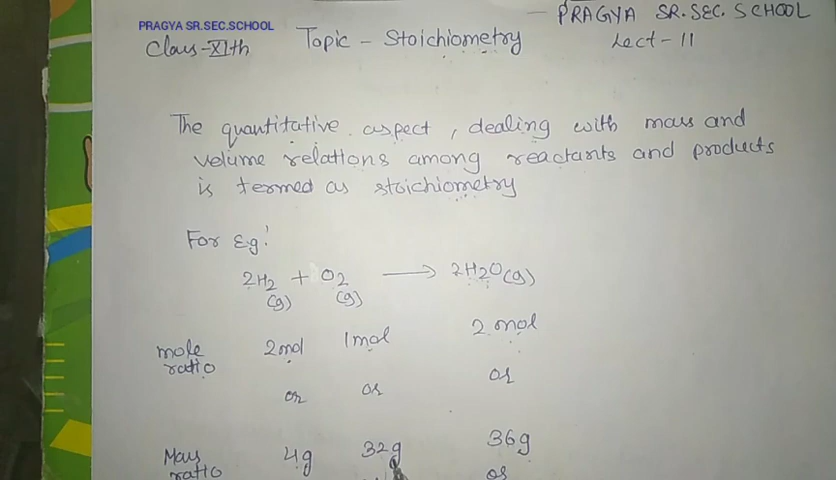 PRAGYA SR.SEC.SCHOOL
— PRAGYA SR. SEC. SCHOOL
Class-XIth Topic - Stoichiometry Lect - 11
The quantitative aspect, dealing with mass and
volume relations among reactants and products
is termed as stoichiometry
For Eg:
2H2 (g) + O2 (g) → 2H2O(g)
mole ratio 2mol 1mol 2 mol
or or or
Mass ratio 4g 32g 36g
or